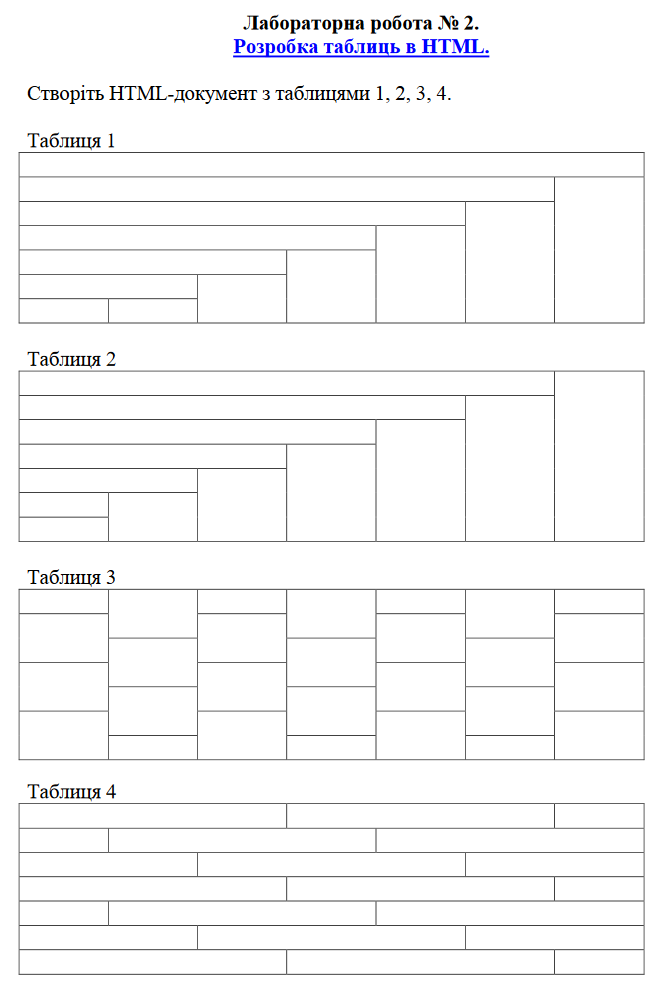 Лабораторна робота № 2.
Розробка таблиць в HTML.
Створіть HTML-документ з таблицями 1, 2, 3, 4.
Таблиця 1
Таблиця 2
Таблиця 3
Таблиця 4